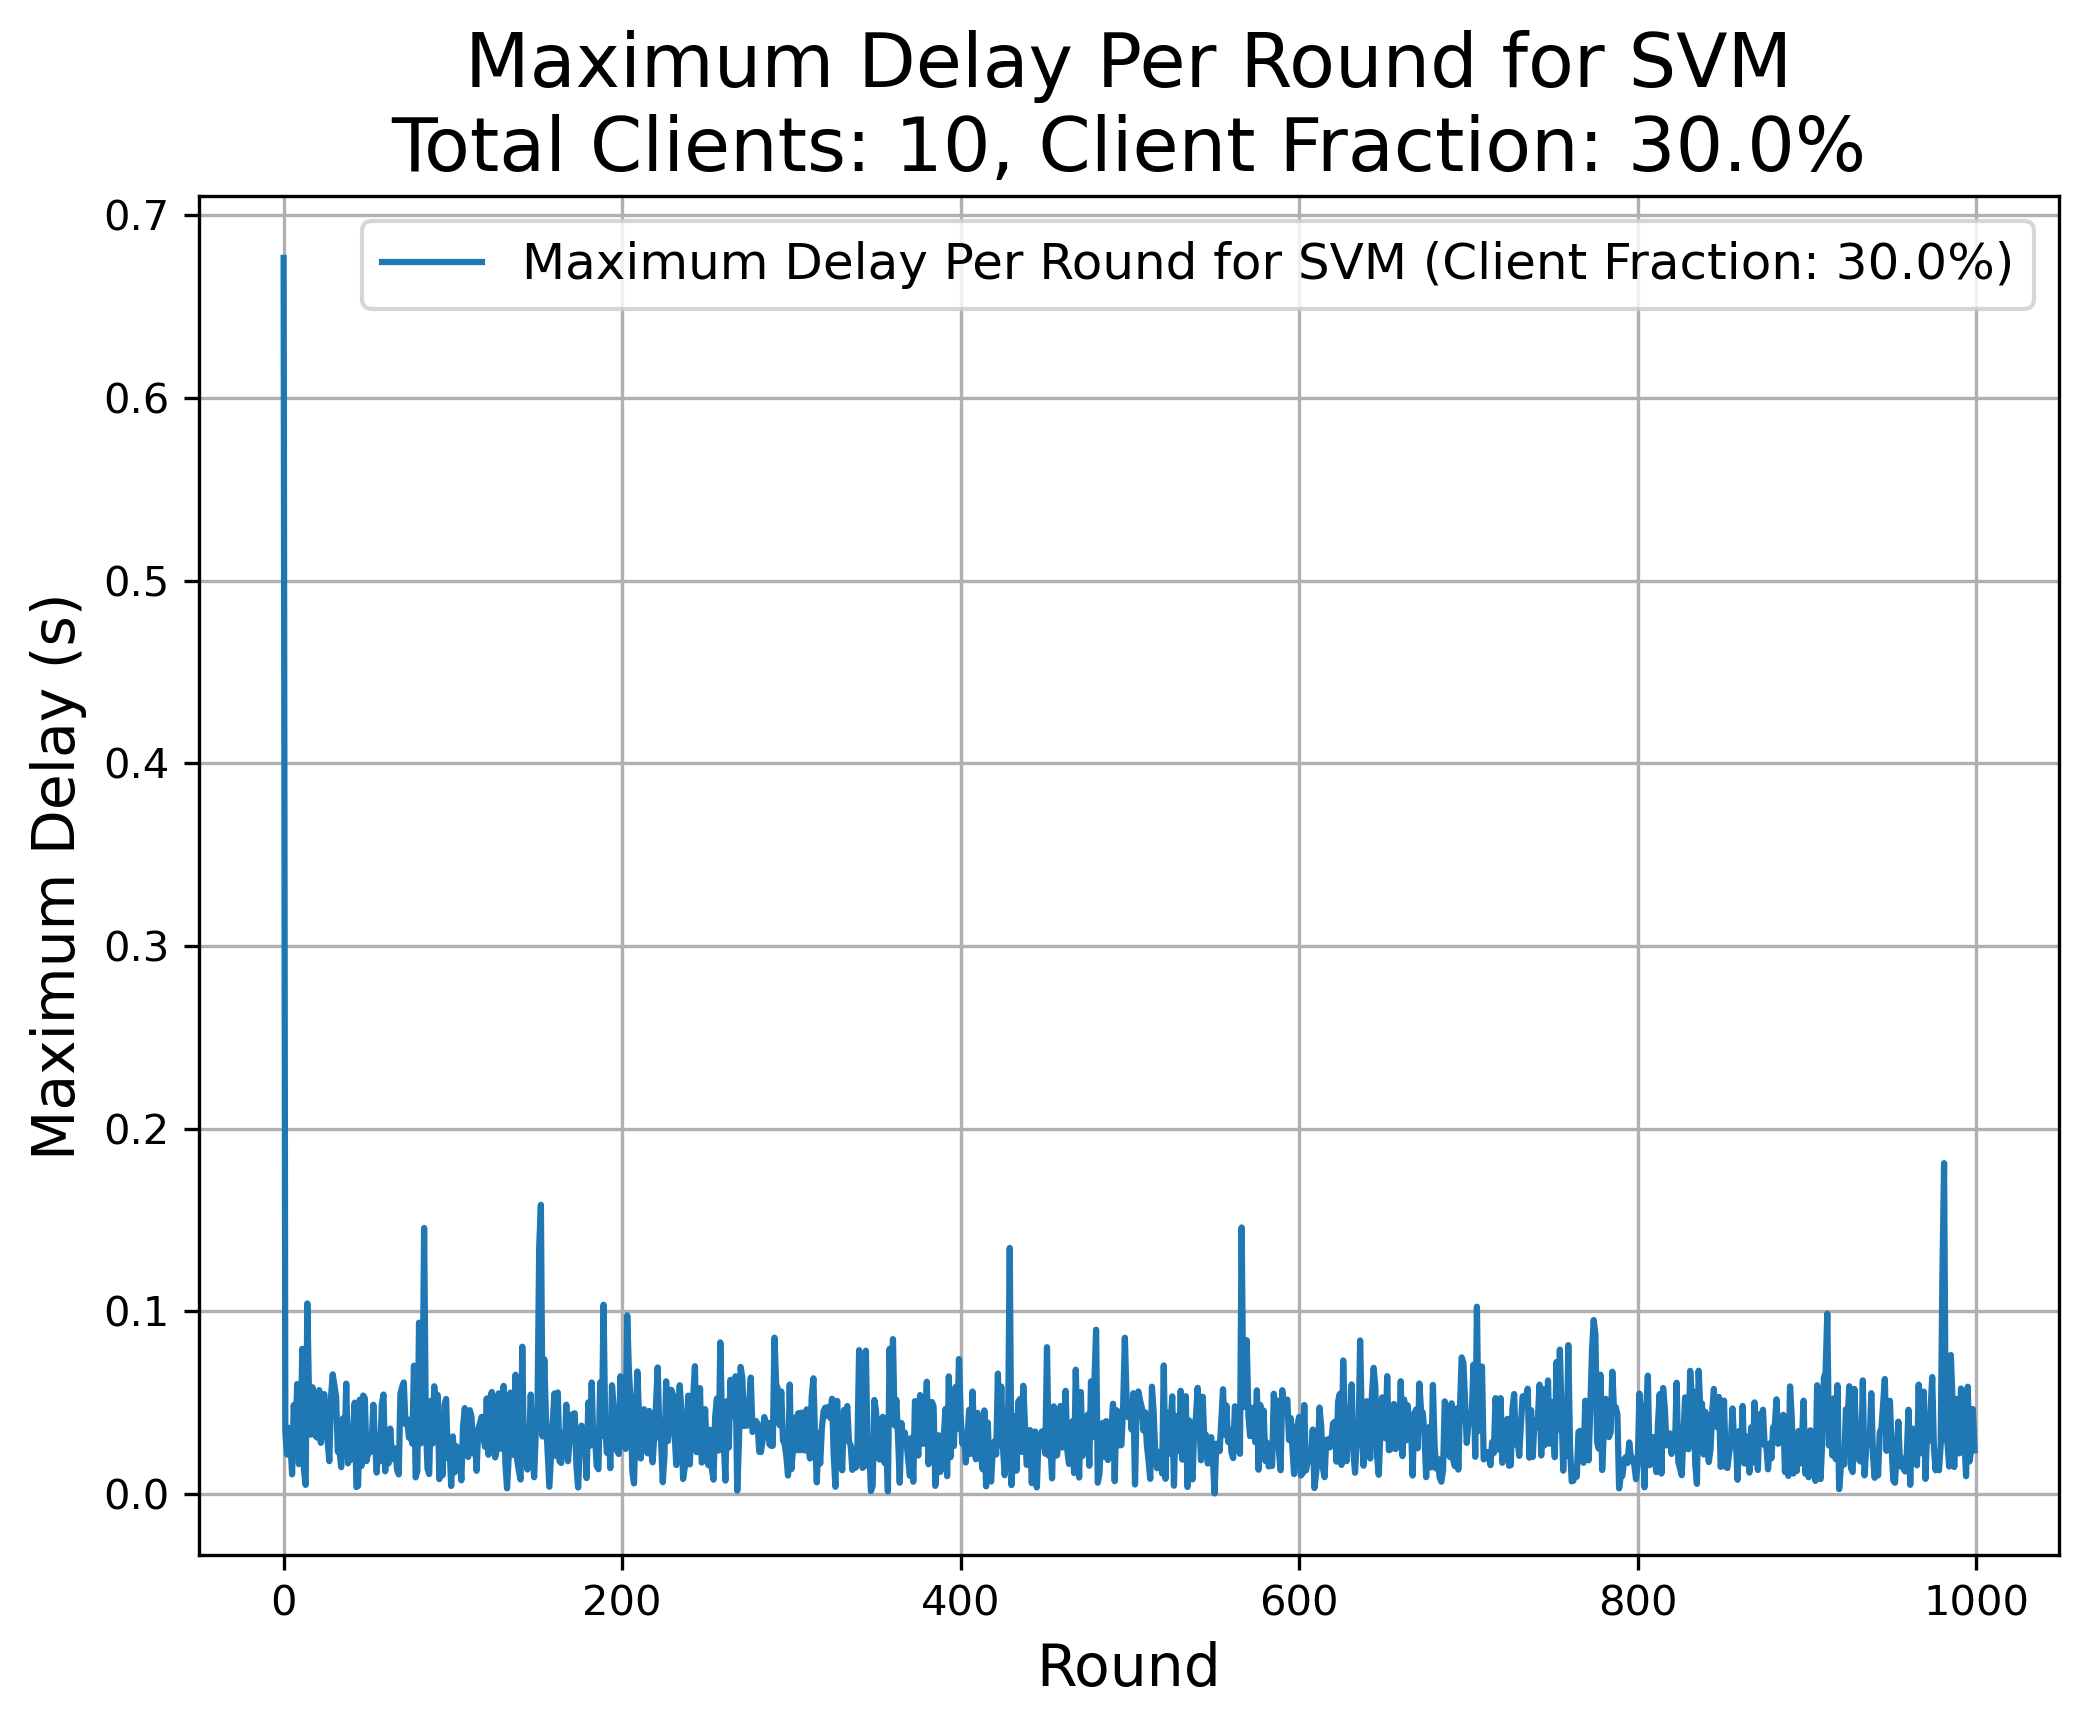 Maximum Delay Per Round for SVM
Total Clients: 10, Client Fraction: 30.0%
Maximum Delay Per Round for SVM (Client Fraction: 30.0%)
Maximum Delay (s)
0.7
0.6
0.5
0.4
0.3
0.2
0.1
0.0
0 200 400 600 800 1000
Round